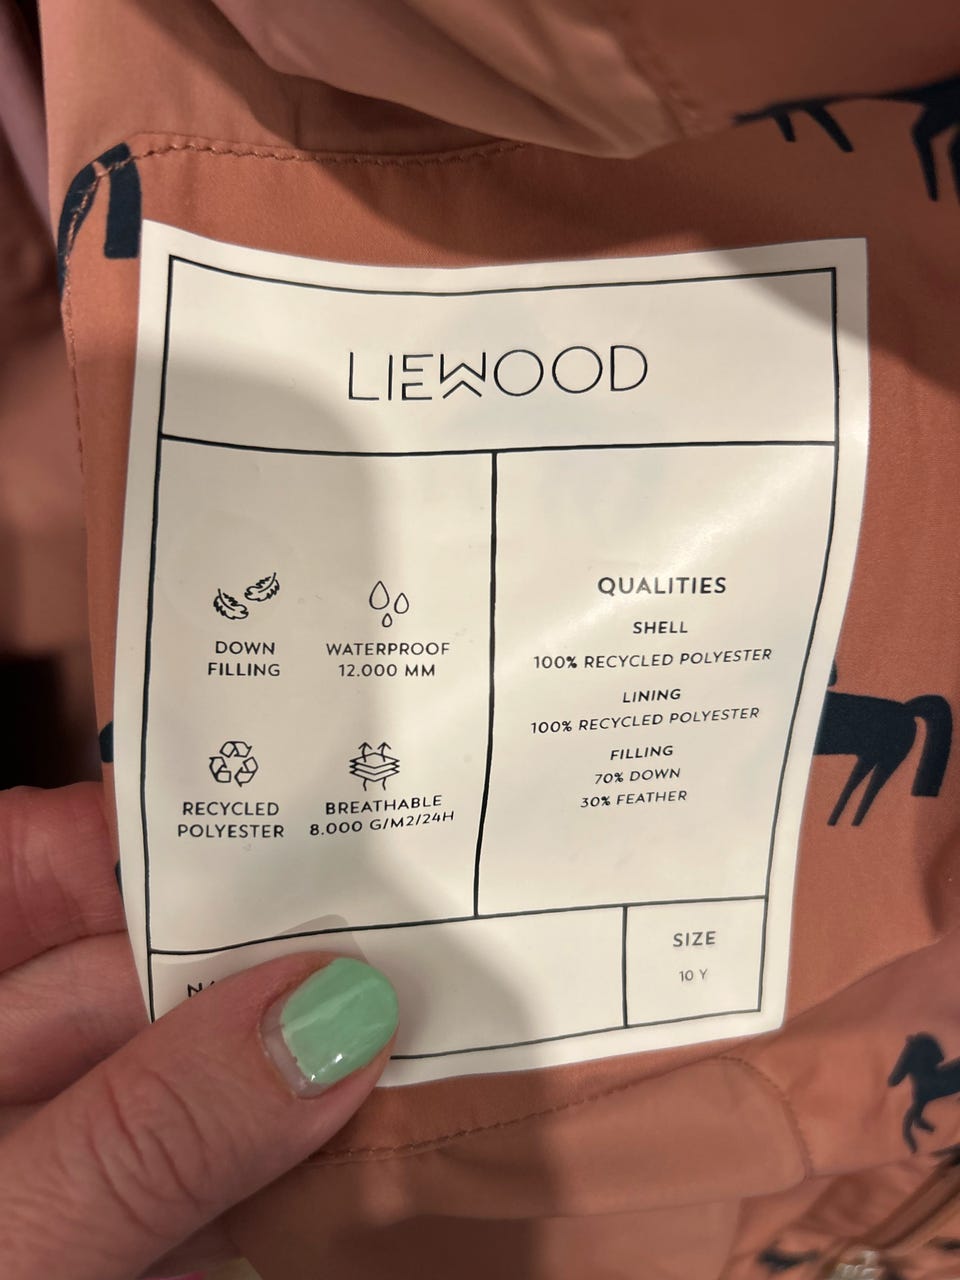 LIEWOOD
DOWN
FILLING
WATERPROOF
12.000 MM
RECYCLED
POLYESTER
BREATHABLE
8.000 G/M2/24H
QUALITIES
SHELL
100% RECYCLED POLYESTER
LINING
100% RECYCLED POLYESTER
FILLING
70% DOWN
30% FEATHER
SIZE
10 Y